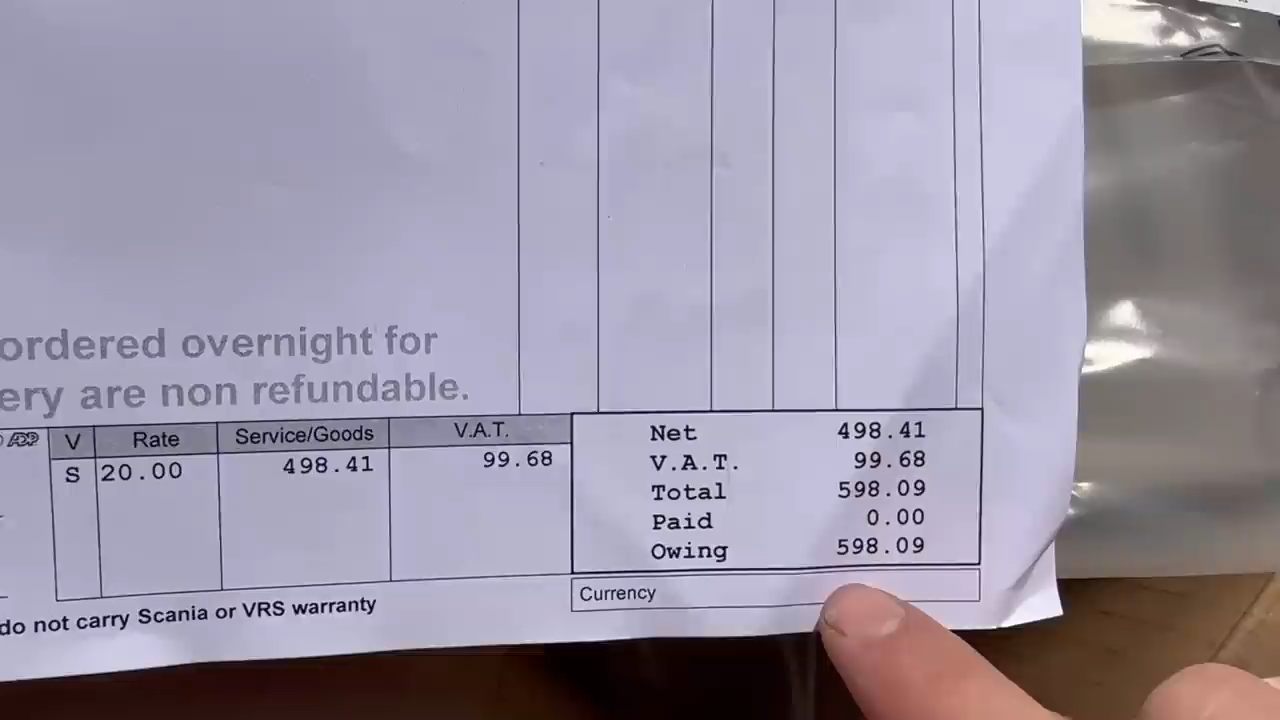 ordered overnight for
ery are non refundable.
ADP
V Rate Service/Goods V.A.T.
S 20.00 498.41 99.68
Net 498.41
V.A.T. 99.68
Total 598.09
Paid 0.00
Owing 598.09
Currency
do not carry Scania or VRS warranty